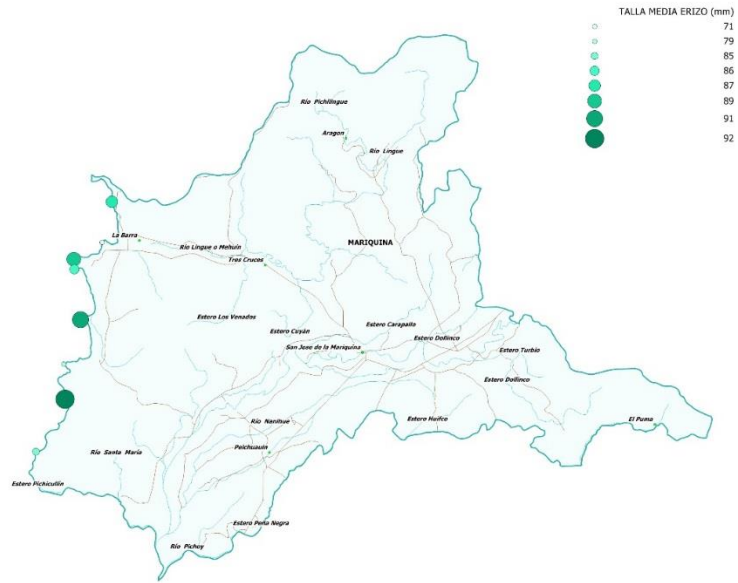 TALLA MEDIA ERIZO (mm)
71
79
85
86
87
89
91
92
Río Pichilingue
Aragon
Río Lingue
MARIQUINA
La Barra
Río Lingue o Mehuín
Tres Cruces
Estero Los Venados
Estero Cuyán
Estero Carapaila
San Jose de la Mariquina
Estero Dollinco
Estero Turbio
Estero Dollinco
Río Nanihue
Estero Huifco
El Puma
Río Santa María
Pelchuquín
Estero Pichicullín
Estero Peña Negra
Río Pichoy